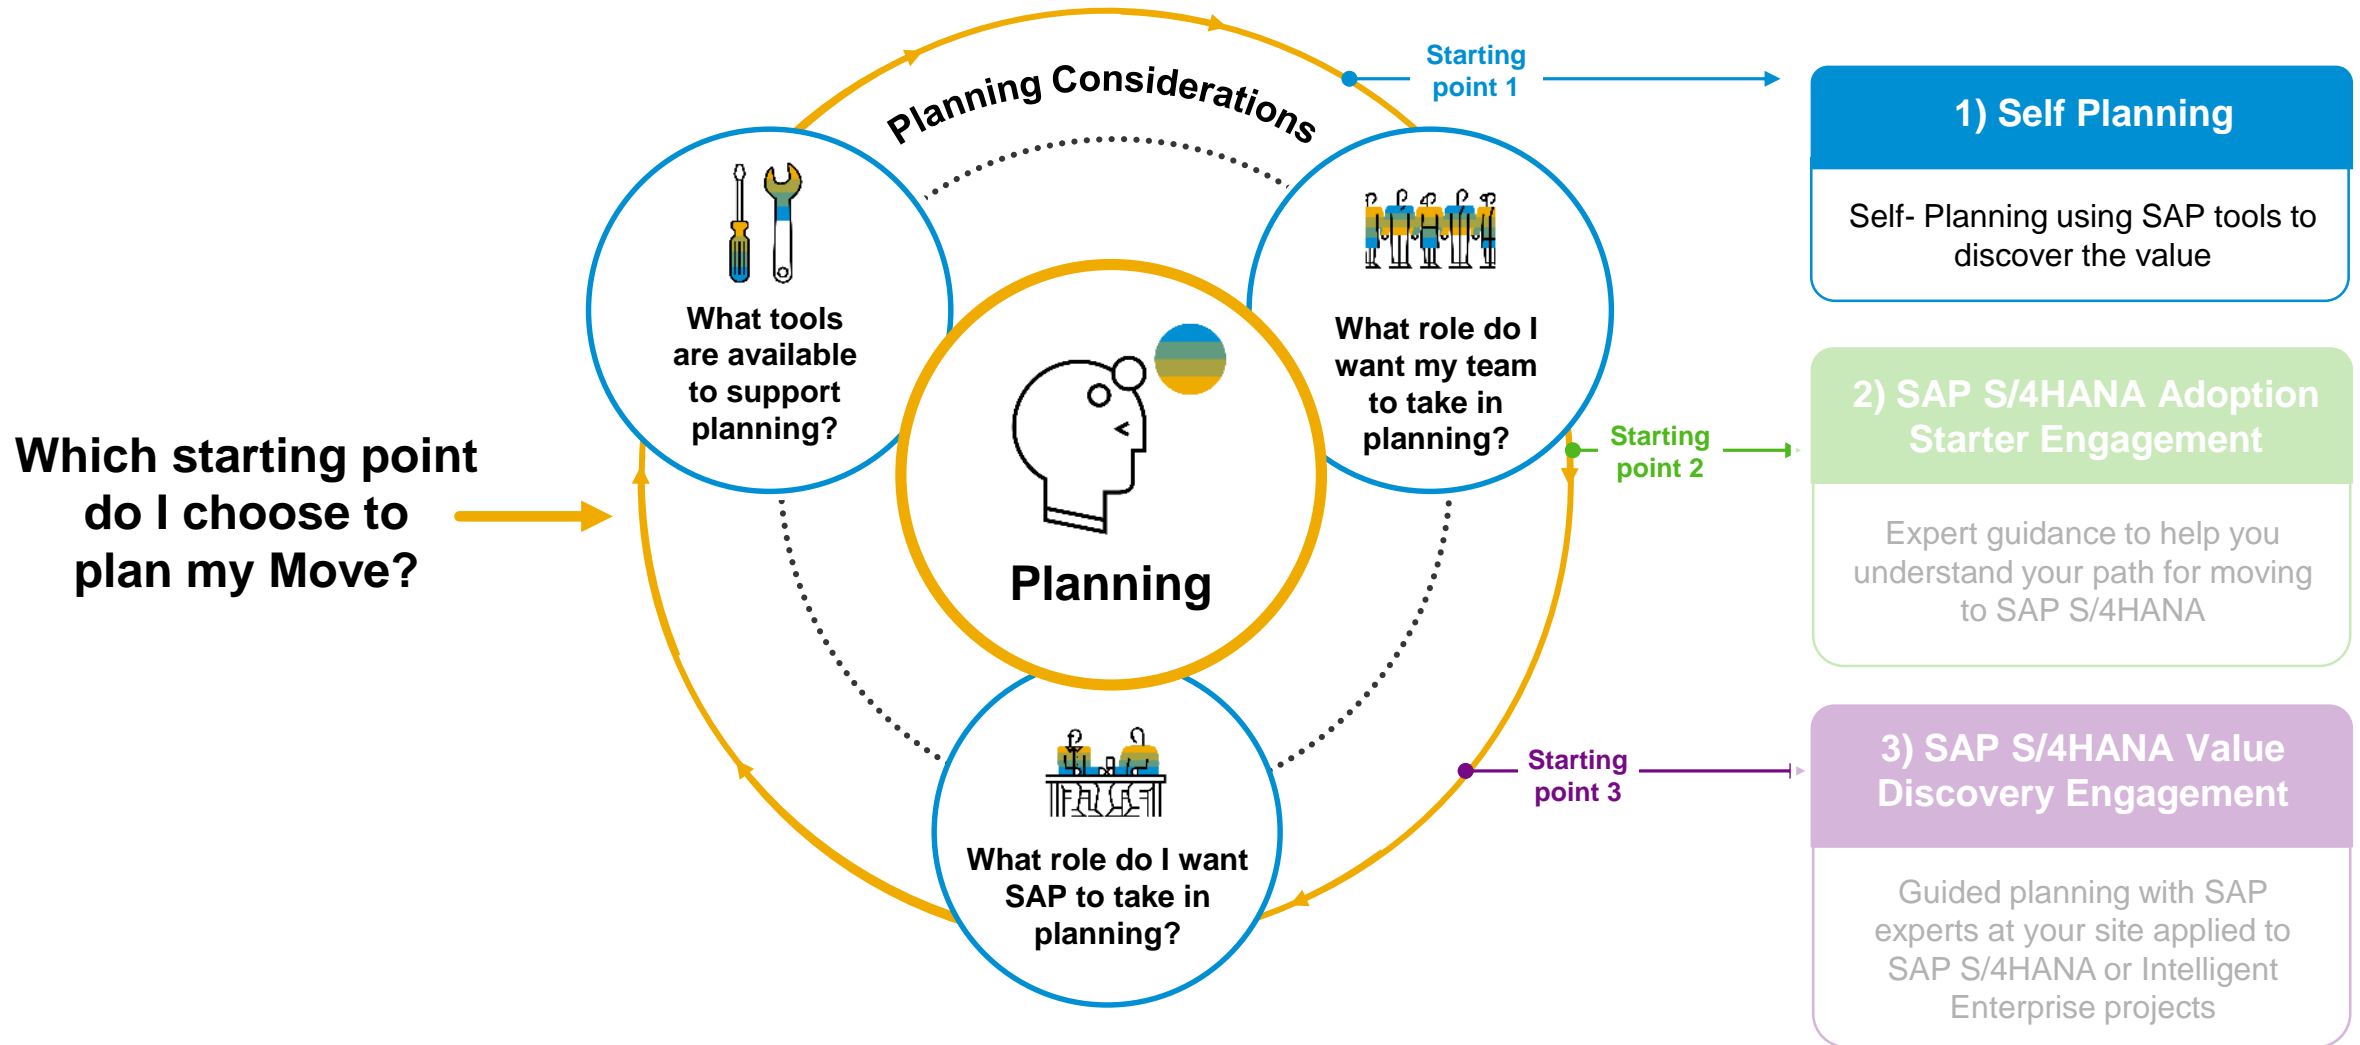 Which starting point
do I choose to
plan my Move?
Planning Considerations
What tools
are available
to support
planning?
What role do I
want my team
to take in
planning?
Planning
What role do I want
SAP to take in
planning?
Starting
point 1
1) Self Planning
Self- Planning using SAP tools to
discover the value
Starting
point 2
2) SAP S/4HANA Adoption
Starter Engagement
Expert guidance to help you
understand your path for moving
to SAP S/4HANA
Starting
point 3
3) SAP S/4HANA Value
Discovery Engagement
Guided planning with SAP
experts at your site applied to
SAP S/4HANA or Intelligent
Enterprise projects